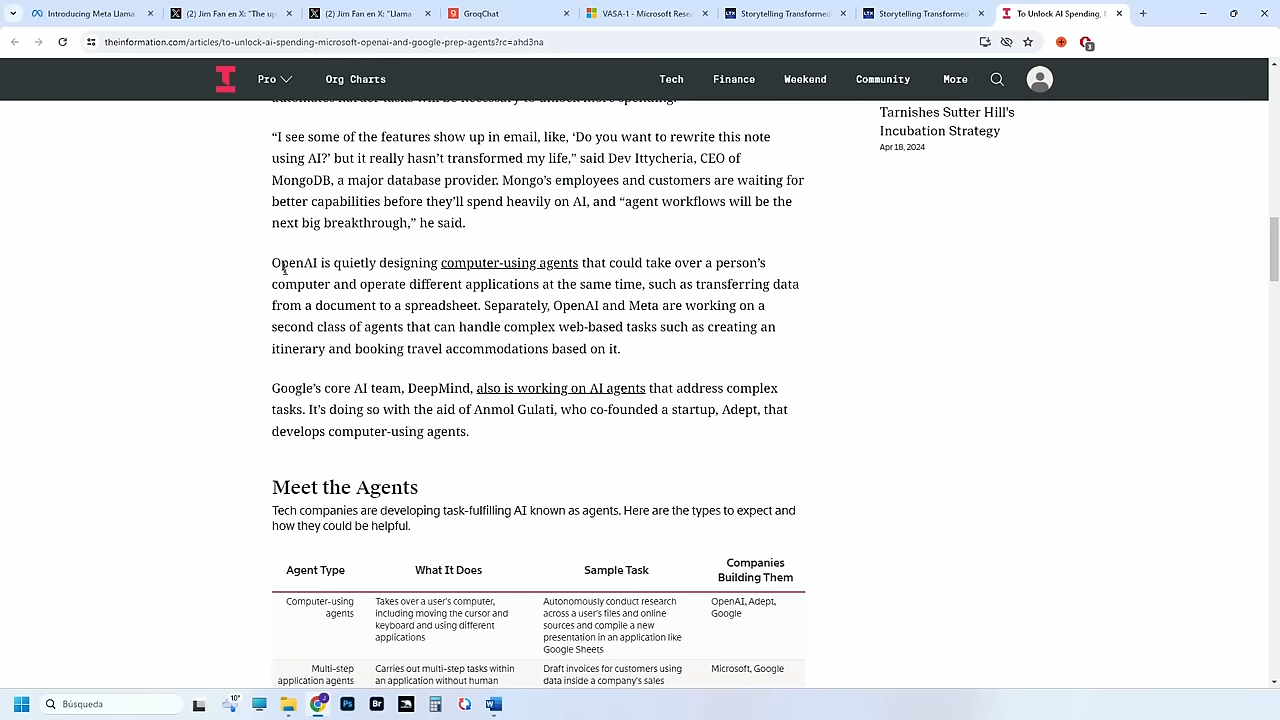 Introducing Meta Llama
(2) Jim Fan en X: "The up
(2) Jim Fan en X: "Llama
GroqChat
VASA-1 - Microsoft Rese
Storytelling Transformed
Storytelling Transformed
To Unlock AI Spending,
theinformation.com/articles/to-unlock-ai-spending-microsoft-openai-and-google-prep-agents?rc=ahd3na
Pro
Org Charts
Tech
Finance
Weekend
Community
More
automates harder tasks will be necessary to unlock more spending.
Tarnishes Sutter Hill's
Incubation Strategy
Apr 18, 2024
“I see some of the features show up in email, like, ‘Do you want to rewrite this note
using AI?’ but it really hasn’t transformed my life,” said Dev Ittycheria, CEO of
MongoDB, a major database provider. Mongo’s employees and customers are waiting for
better capabilities before they’ll spend heavily on AI, and “agent workflows will be the
next big breakthrough,” he said.
OpenAI is quietly designing computer-using agents that could take over a person’s
computer and operate different applications at the same time, such as transferring data
from a document to a spreadsheet. Separately, OpenAI and Meta are working on a
second class of agents that can handle complex web-based tasks such as creating an
itinerary and booking travel accommodations based on it.
Google’s core AI team, DeepMind, also is working on AI agents that address complex
tasks. It’s doing so with the aid of Anmol Gulati, who co-founded a startup, Adept, that
develops computer-using agents.
Meet the Agents
Tech companies are developing task-fulfilling AI known as agents. Here are the types to expect and
how they could be helpful.
Agent Type
What It Does
Sample Task
Companies
Building Them
Computer-using
agents
Takes over a user's computer,
including moving the cursor and
keyboard and using different
applications
Autonomously conduct research
across a user's files and online
sources and compile a new
presentation in an application like
Google Sheets
OpenAI, Adept,
Google
Multi-step
application agents
Carries out multi-step tasks within
an application without human
Draft invoices for customers using
data inside a company's sales
Microsoft, Google
Búsqueda
10°